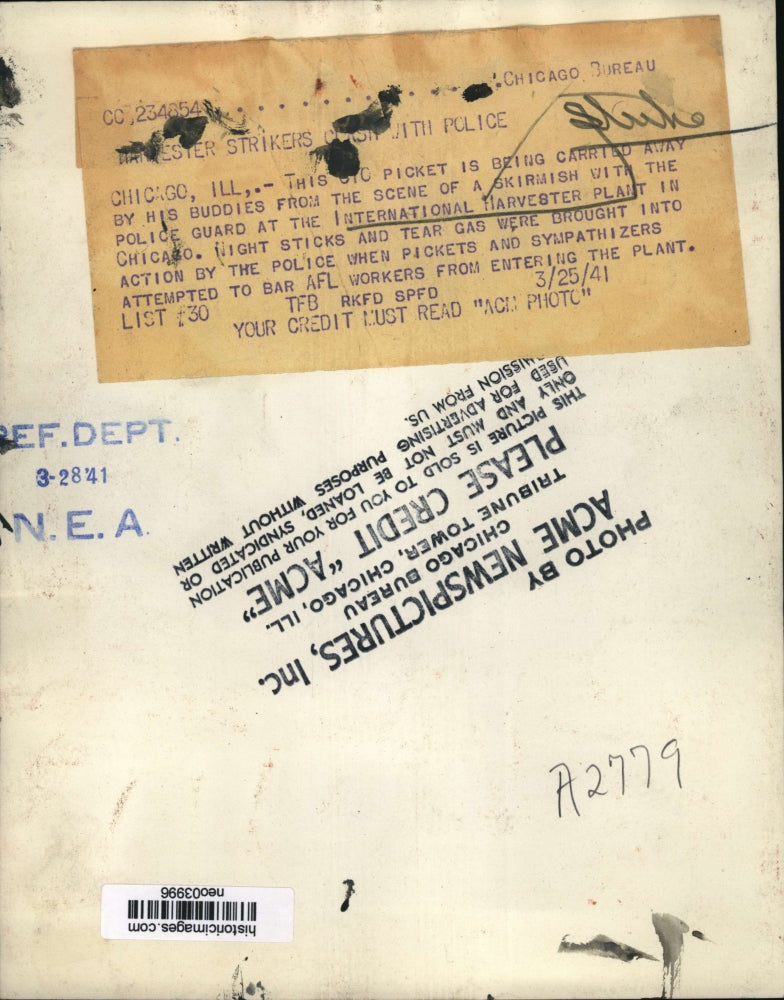 CHICAGO BUREAU
CC 234854
HARVESTER STRIKERS CLASH WITH POLICE
CHICAGO, ILL,.- THIS CIO PICKET IS BEING CARRIED AWAY
BY HIS BUDDIES FROM THE SCENE OF A SKIRMISH WITH THE
POLICE GUARD AT THE INTERNATIONAL HARVESTER PLANT IN
CHICAGO. NIGHT STICKS AND TEAR GAS WERE BROUGHT INTO
ACTION BY THE POLICE WHEN PICKETS AND SYMPATHIZERS
ATTEMPTED TO BAR AFL WORKERS FROM ENTERING THE PLANT.
LIST #30 TFB RKFD SPFD 3/25/41
YOUR CREDIT MUST READ "ACME PHOTO"
REF. DEPT.
3-28'41
N. E. A.
PHOTO BY
ACME NEWSPICTURES, Inc.
CHICAGO BUREAU
TRIBUNE TOWER, CHICAGO, ILL.
PLEASE CREDIT "ACME"
THIS PICTURE IS SOLD TO YOU FOR YOUR PUBLICATION
ONLY AND MUST NOT BE LOANED, SYNDICATED OR
USED FOR ADVERTISING PURPOSES WITHOUT WRITTEN
PERMISSION FROM US.
A2779
historicimages.com
neo03996